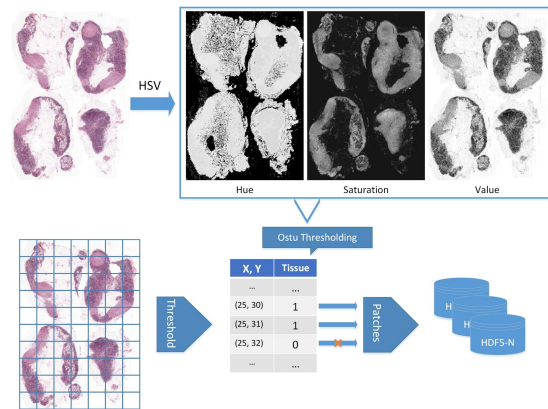 HSV
Hue
Saturation
Value
Ostu Thresholding
X, Y
Tissue
...
...
(25, 30)
1
(25, 31)
1
(25, 32)
0
...
...
Threshold
Patches
HDF5-N